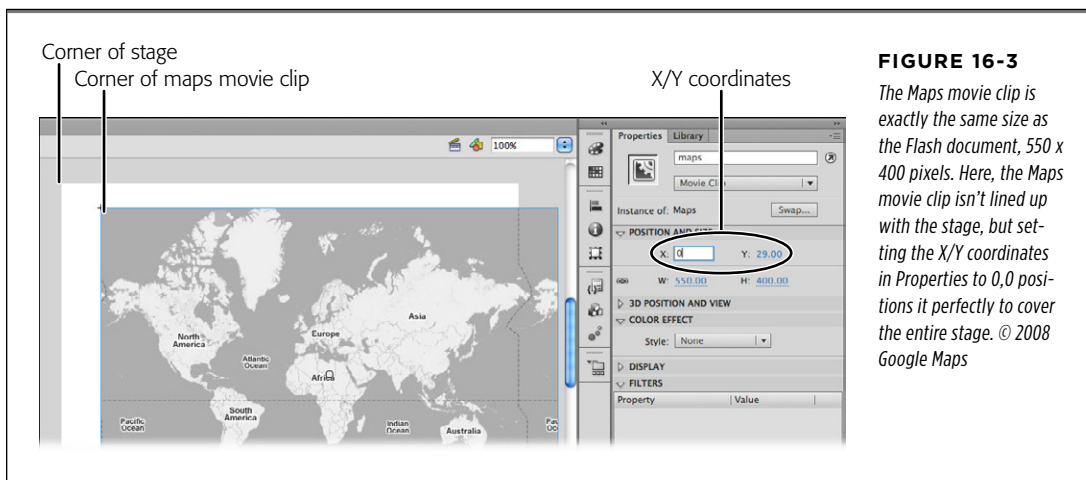 Corner of stage
Corner of maps movie clip
X/Y coordinates
100%
Properties
Library
maps
Movie Clip
Instance of: Maps
Swap...
POSITION AND SIZE
X: 0
Y: 29.00
W: 550.00
H: 400.00
3D POSITION AND VIEW
COLOR EFFECT
Style: None
DISPLAY
FILTERS
Property
Value
North
America
Atlantic
Ocean
Europe
Asia
Africa
South
America
Pacific
Ocean
Indian
Ocean
Australia
Pac
Oc
FIGURE 16-3
The Maps movie clip is
exactly the same size as
the Flash document, 550 x
400 pixels. Here, the Maps
movie clip isn’t lined up
with the stage, but set-
ting the X/Y coordinates
in Properties to 0,0 posi-
tions it perfectly to cover
the entire stage. © 2008
Google Maps